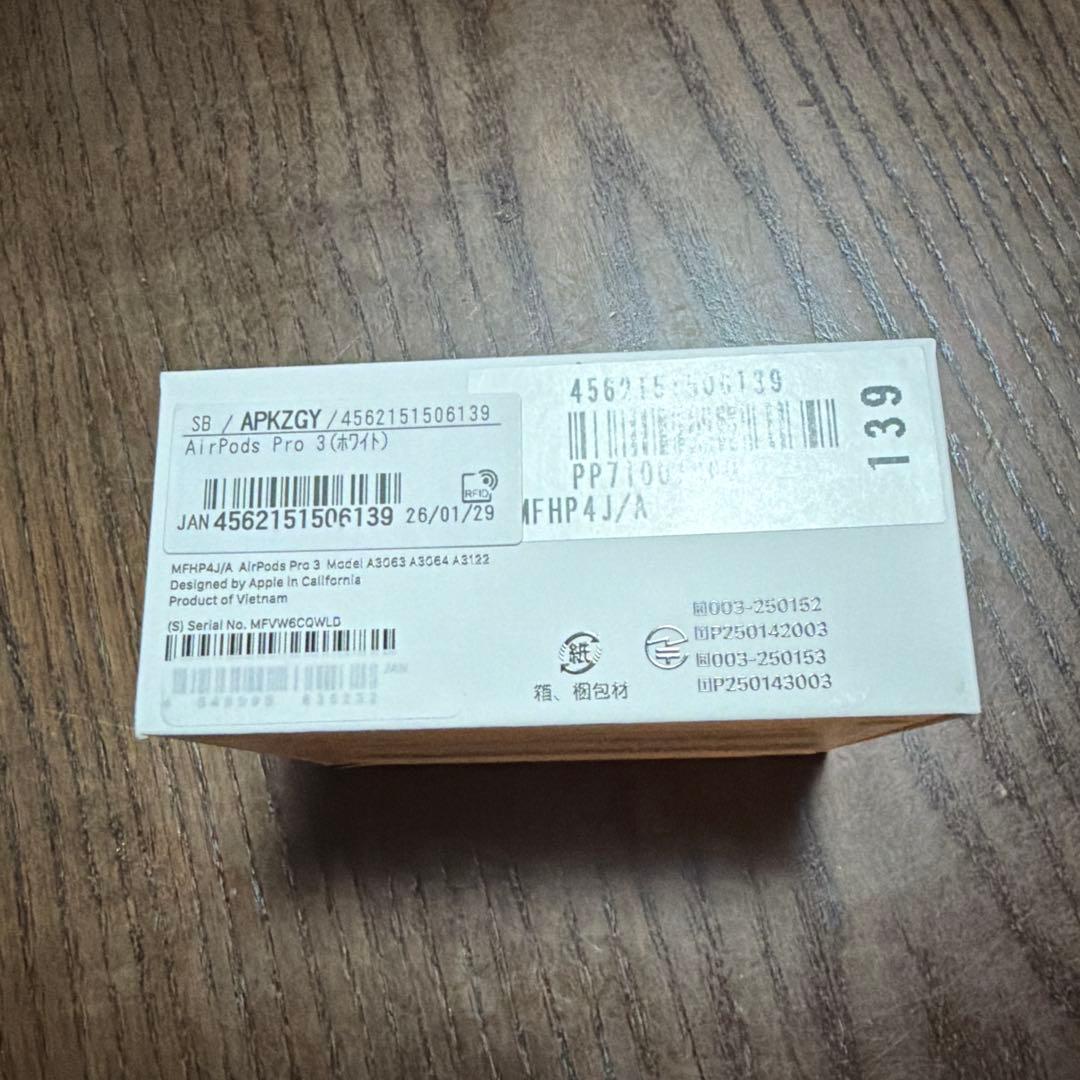 SB / APKZGY / 4562151506139
AirPods Pro 3(ホワイト)
RFID
JAN 4562151506139 26/01/29
4562151506139
139
MFHP4J/A
MFHP4J/A AirPods Pro 3 Model A3063 A3064 A3122
Designed by Apple in California
Product of Vietnam
(S) Serial No. MFVW6CQWLD
JAN
紙
箱、梱包材
003-250152
P250142003
003-250153
P250143003